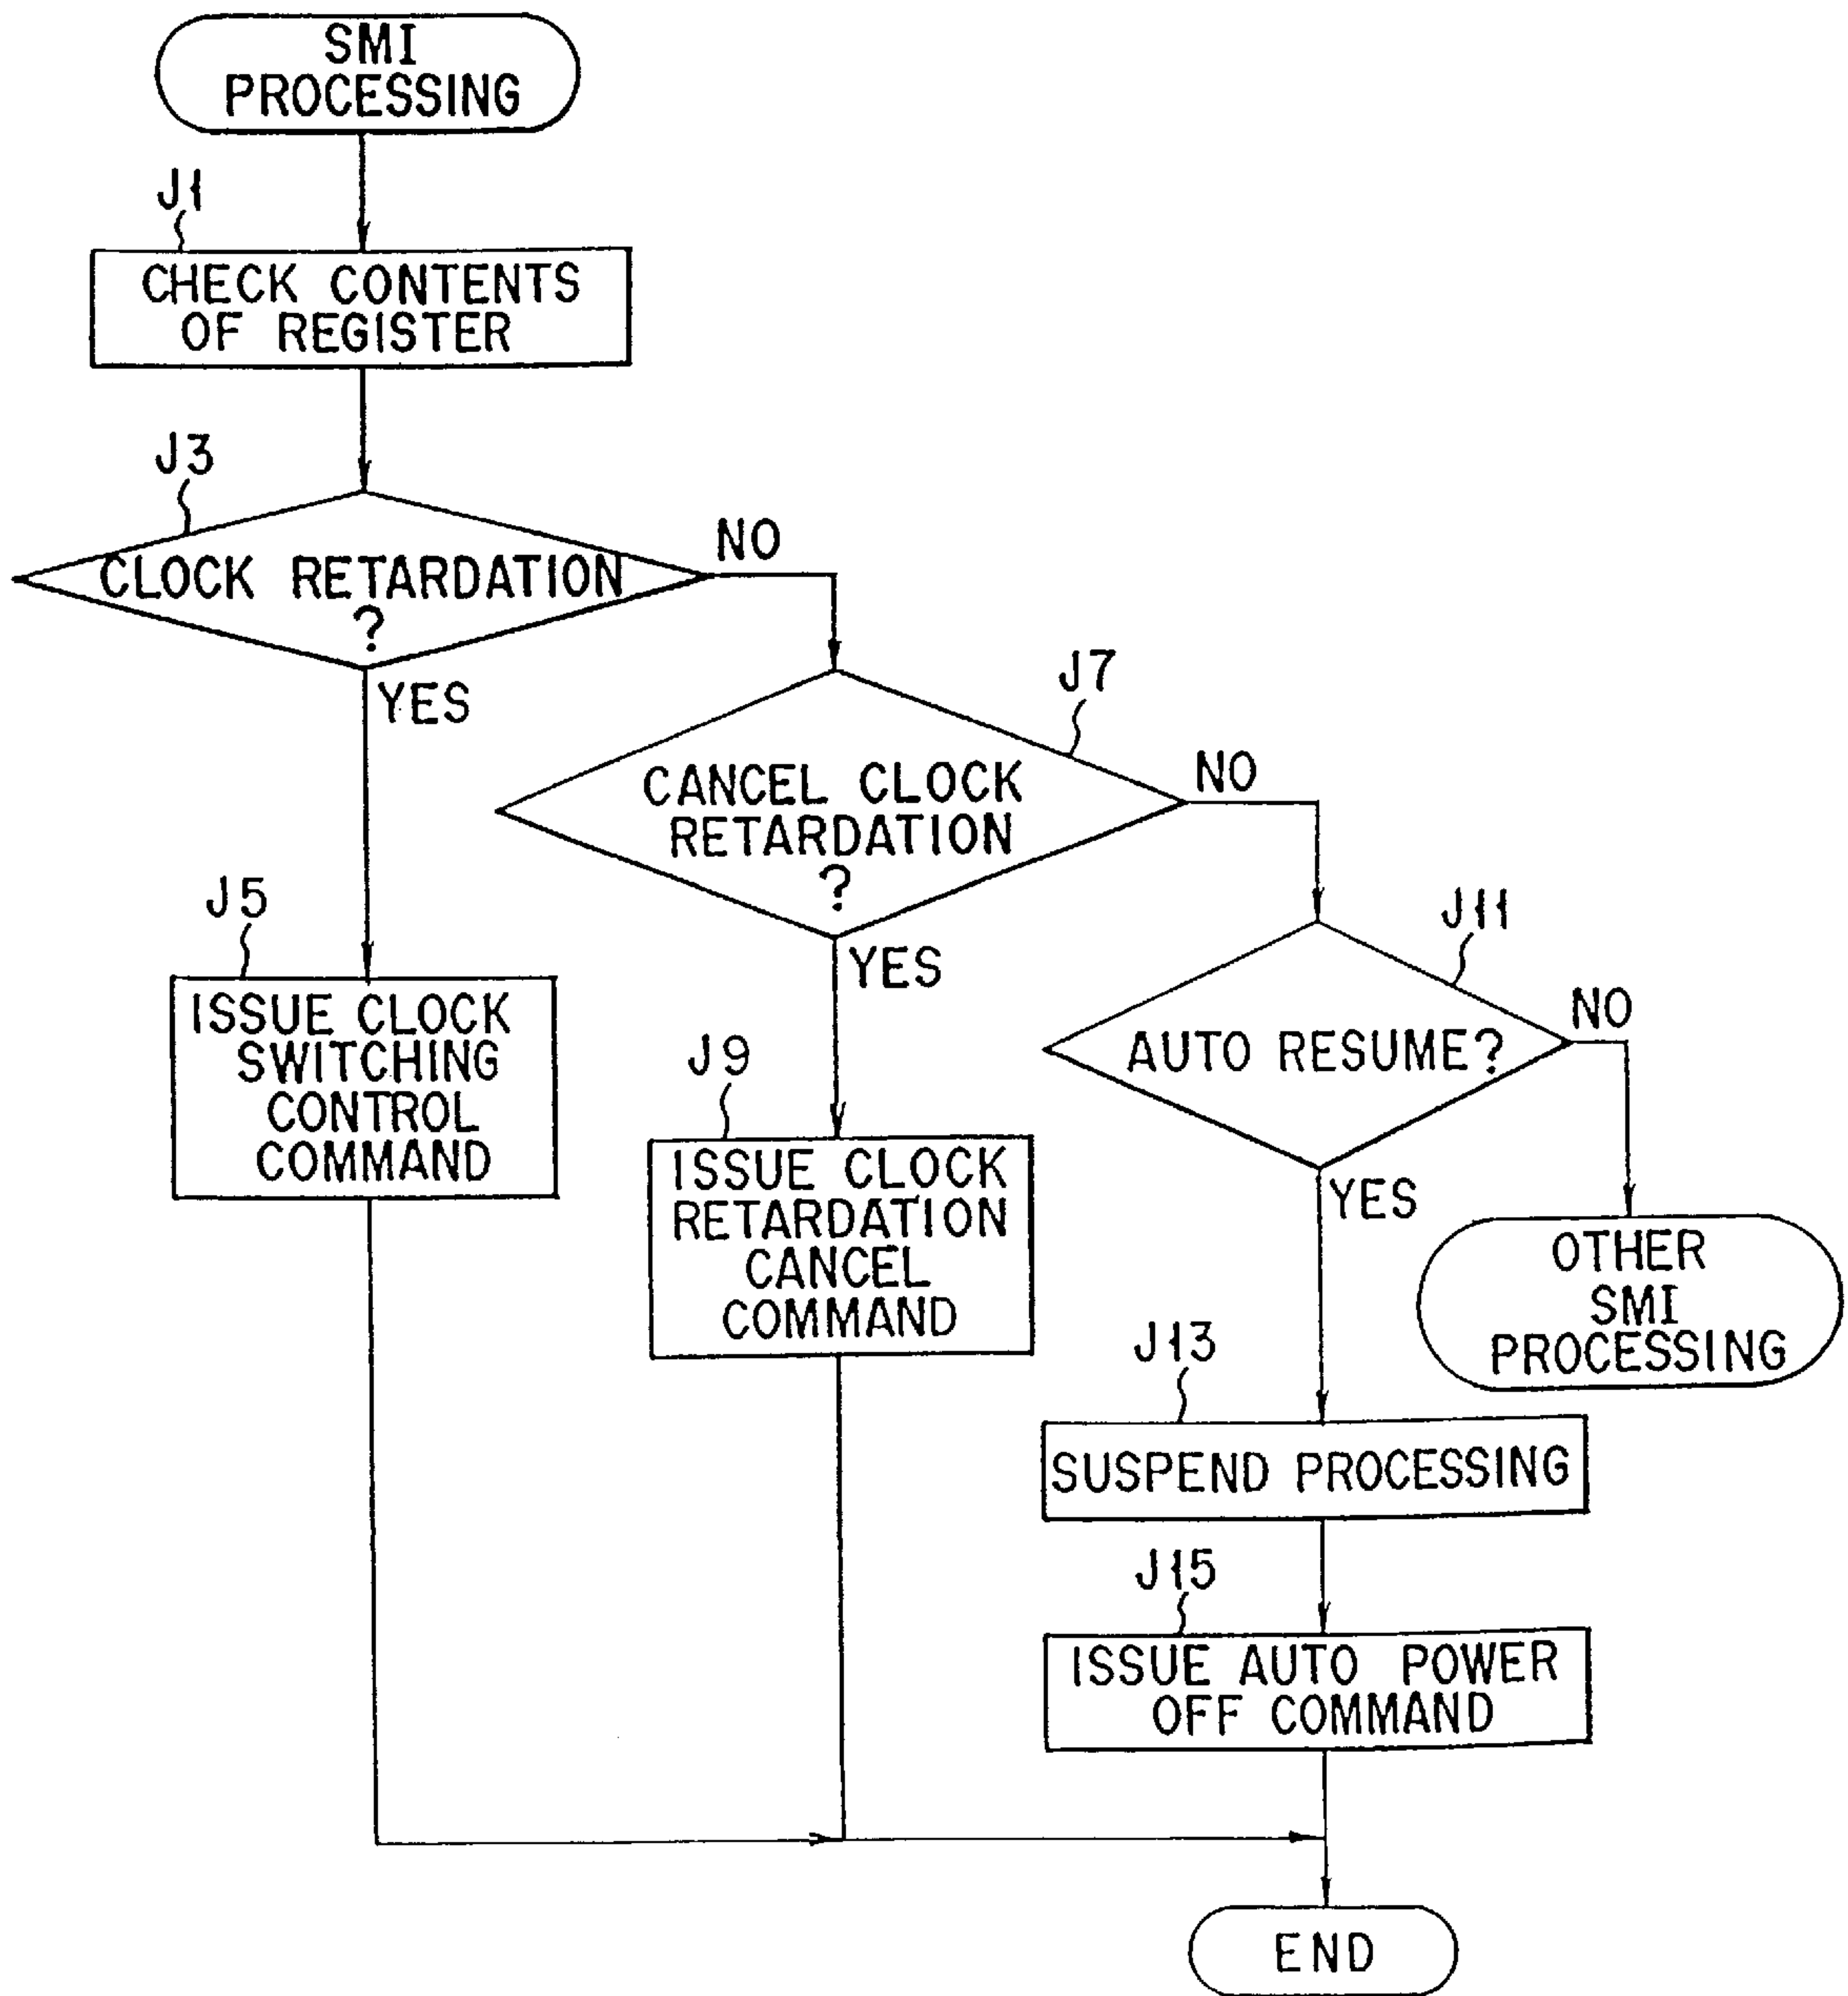 SMI
PROCESSING
J1
CHECK CONTENTS
OF REGISTER
J3
CLOCK RETARDATION
?
NO
YES
J7
CANCEL CLOCK
RETARDATION
?
NO
YES
J5
ISSUE CLOCK
SWITCHING
CONTROL
COMMAND
J9
ISSUE CLOCK
RETARDATION
CANCEL
COMMAND
J11
AUTO RESUME?
NO
YES
OTHER
SMI
PROCESSING
J13
SUSPEND PROCESSING
J15
ISSUE AUTO POWER
OFF COMMAND
END